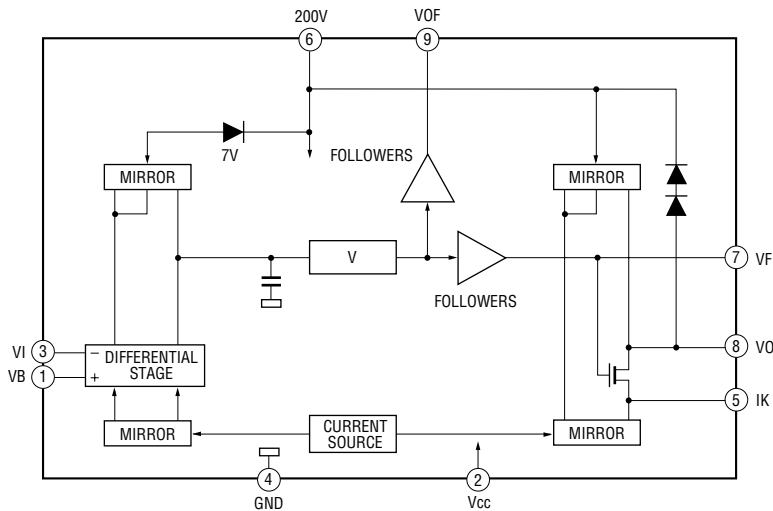 200V
VOF
6
9
7V
FOLLOWERS
MIRROR
MIRROR
V
7
VF
FOLLOWERS
VI
3
−
DIFFERENTIAL
STAGE
8
VO
VB
1
+
5
IK
MIRROR
CURRENT
SOURCE
MIRROR
4
2
GND
Vcc